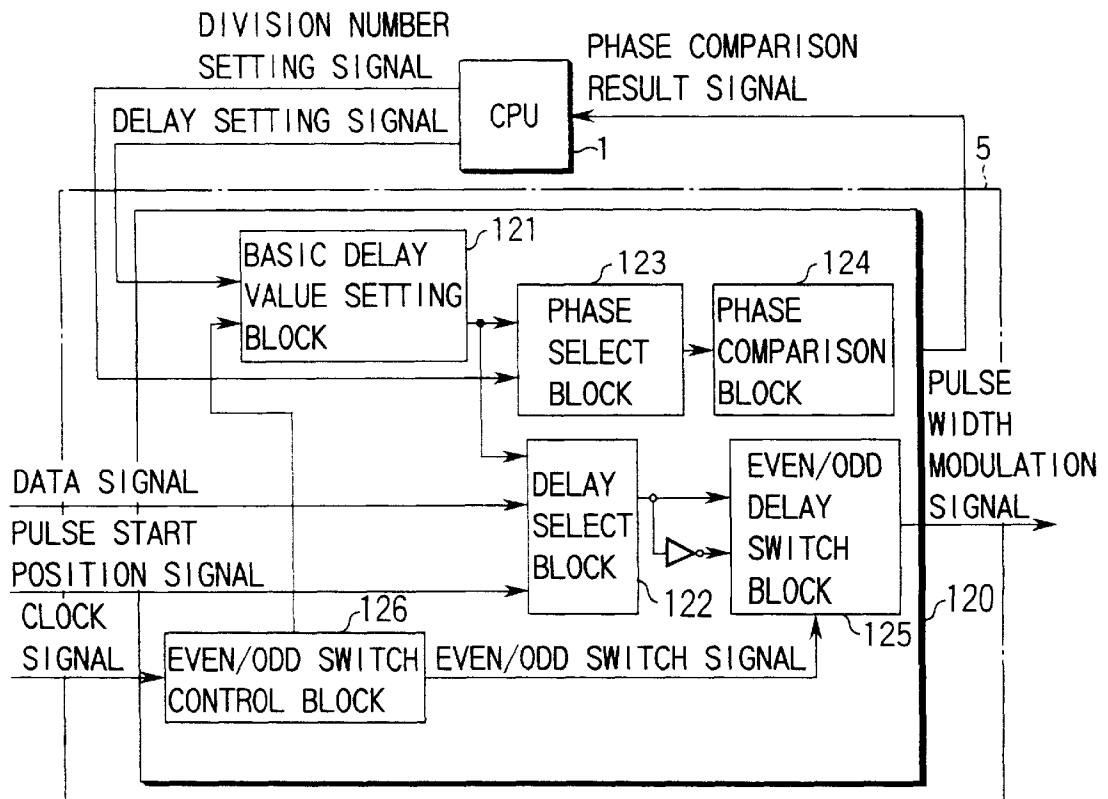 DIVISION NUMBER
SETTING SIGNAL
DELAY SETTING SIGNAL
CPU
1
PHASE COMPARISON
RESULT SIGNAL
5
121
BASIC DELAY
VALUE SETTING
BLOCK
123
PHASE
SELECT
BLOCK
124
PHASE
COMPARISON
BLOCK
PULSE
WIDTH
MODULATION
SIGNAL
DATA SIGNAL
PULSE START
POSITION SIGNAL
CLOCK
SIGNAL
DELAY
SELECT
BLOCK
122
EVEN/ODD
DELAY
SWITCH
BLOCK
125
120
126
EVEN/ODD SWITCH
CONTROL BLOCK
EVEN/ODD SWITCH SIGNAL